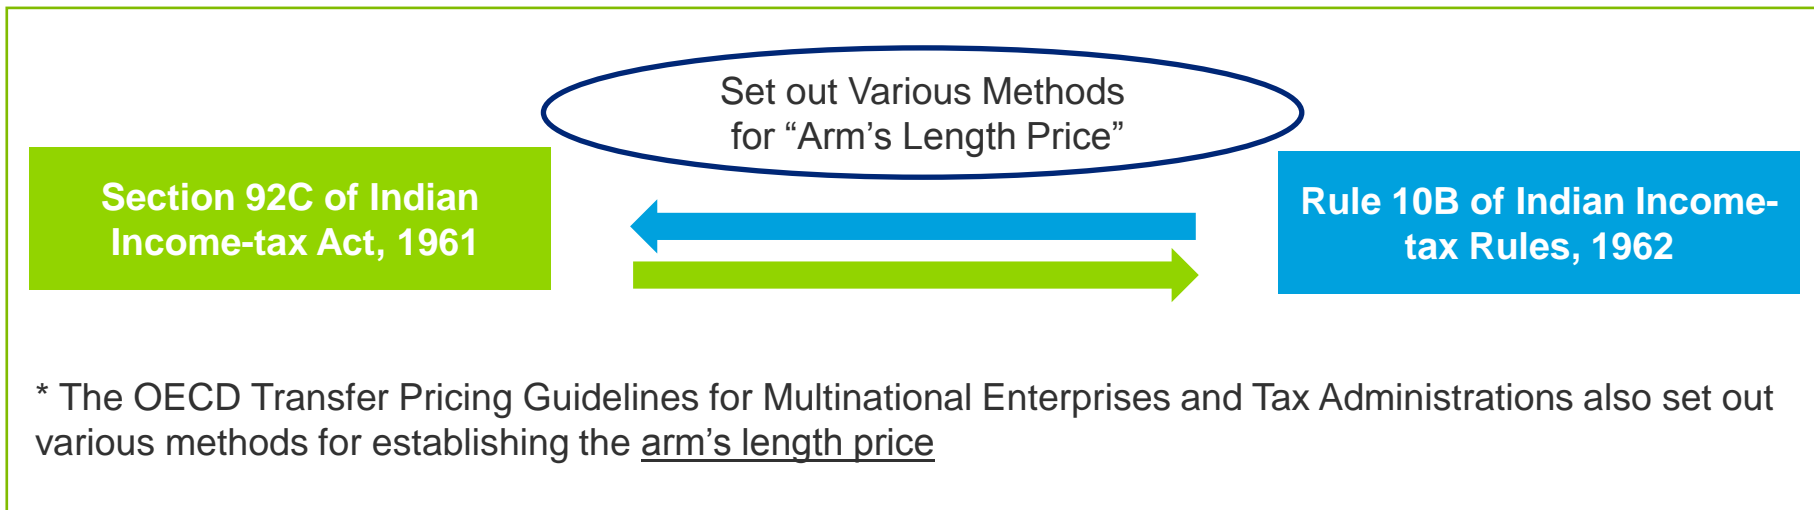 Set out Various Methods
for “Arm’s Length Price”
Section 92C of Indian
Income-tax Act, 1961
Rule 10B of Indian Income-
tax Rules, 1962
* The OECD Transfer Pricing Guidelines for Multinational Enterprises and Tax Administrations also set out
various methods for establishing the arm’s length price